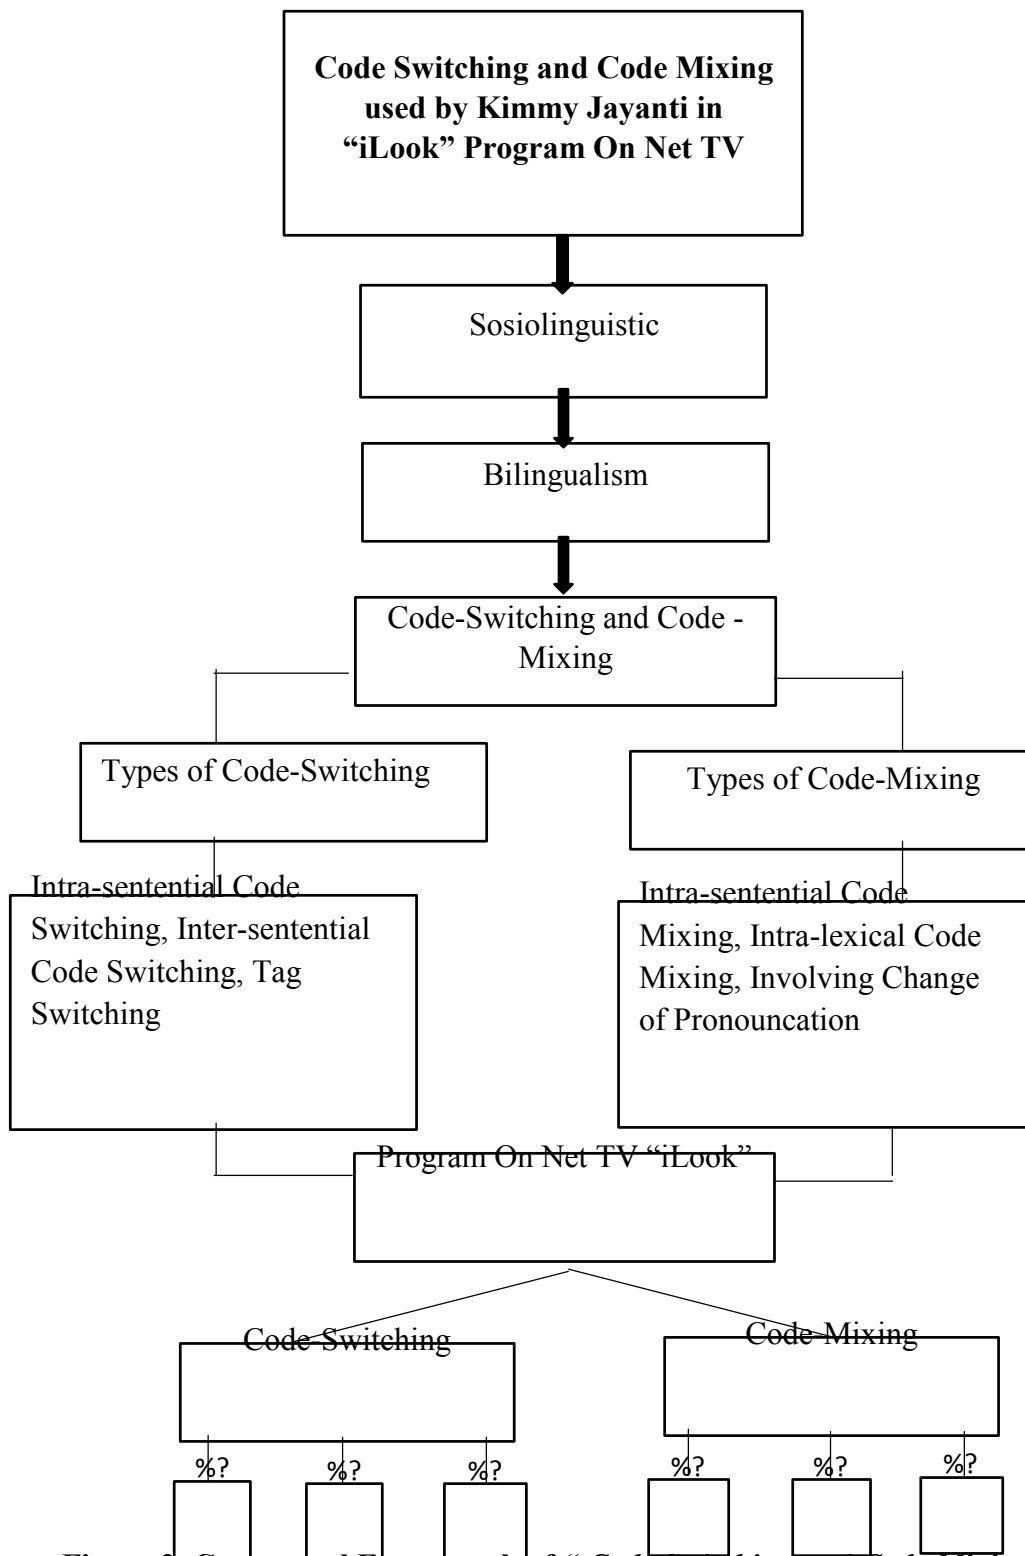 Code Switching and Code Mixing
used by Kimmy Jayanti in
“iLook” Program On Net TV
Sosiolinguistic
Bilingualism
Code-Switching and Code -
Mixing
Types of Code-Switching
Types of Code-Mixing
Intra-sentential Code
Switching, Inter-sentential
Code Switching, Tag
Switching
Intra-sentential Code
Mixing, Intra-lexical Code
Mixing, Involving Change
of Pronouncation
Program On Net TV “iLook”
Code-Switching
Code-Mixing
%? %? %? %? %? %?